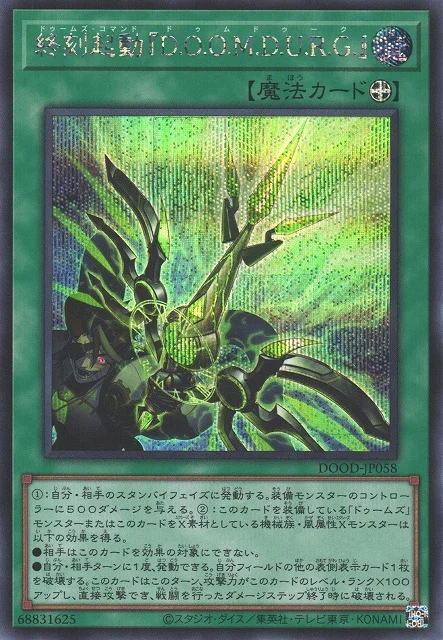 ドゥームズ・コマンド ドゥムドゥーク
終刻起動『D.O.O.M.D.U.R.G.』
【魔法カード】
DOOD-JP058
①:自分・相手のスタンバイフェイズに発動する。装備モンスターのコントロ
ーラーに500ダメージを与える。②:このカードを装備している「ドゥームズ」
モンスターまたはこのカードをX素材としている機械族・風属性Xモンスターは
以下の効果を得る。
●相手はこのカードを効果の対象にできない。
●自分・相手ターンに1度、発動できる。自分フィールドの他の表側表示カード1枚
を破壊する。このカードはこのターン、攻撃力がこのカードのレベル・ランク×100
アップし、直接攻撃でき、戦闘を行ったダメージステップ終了時に破壊される。
68831625
©スタジオ・ダイス/集英社・テレビ東京・KONAMI